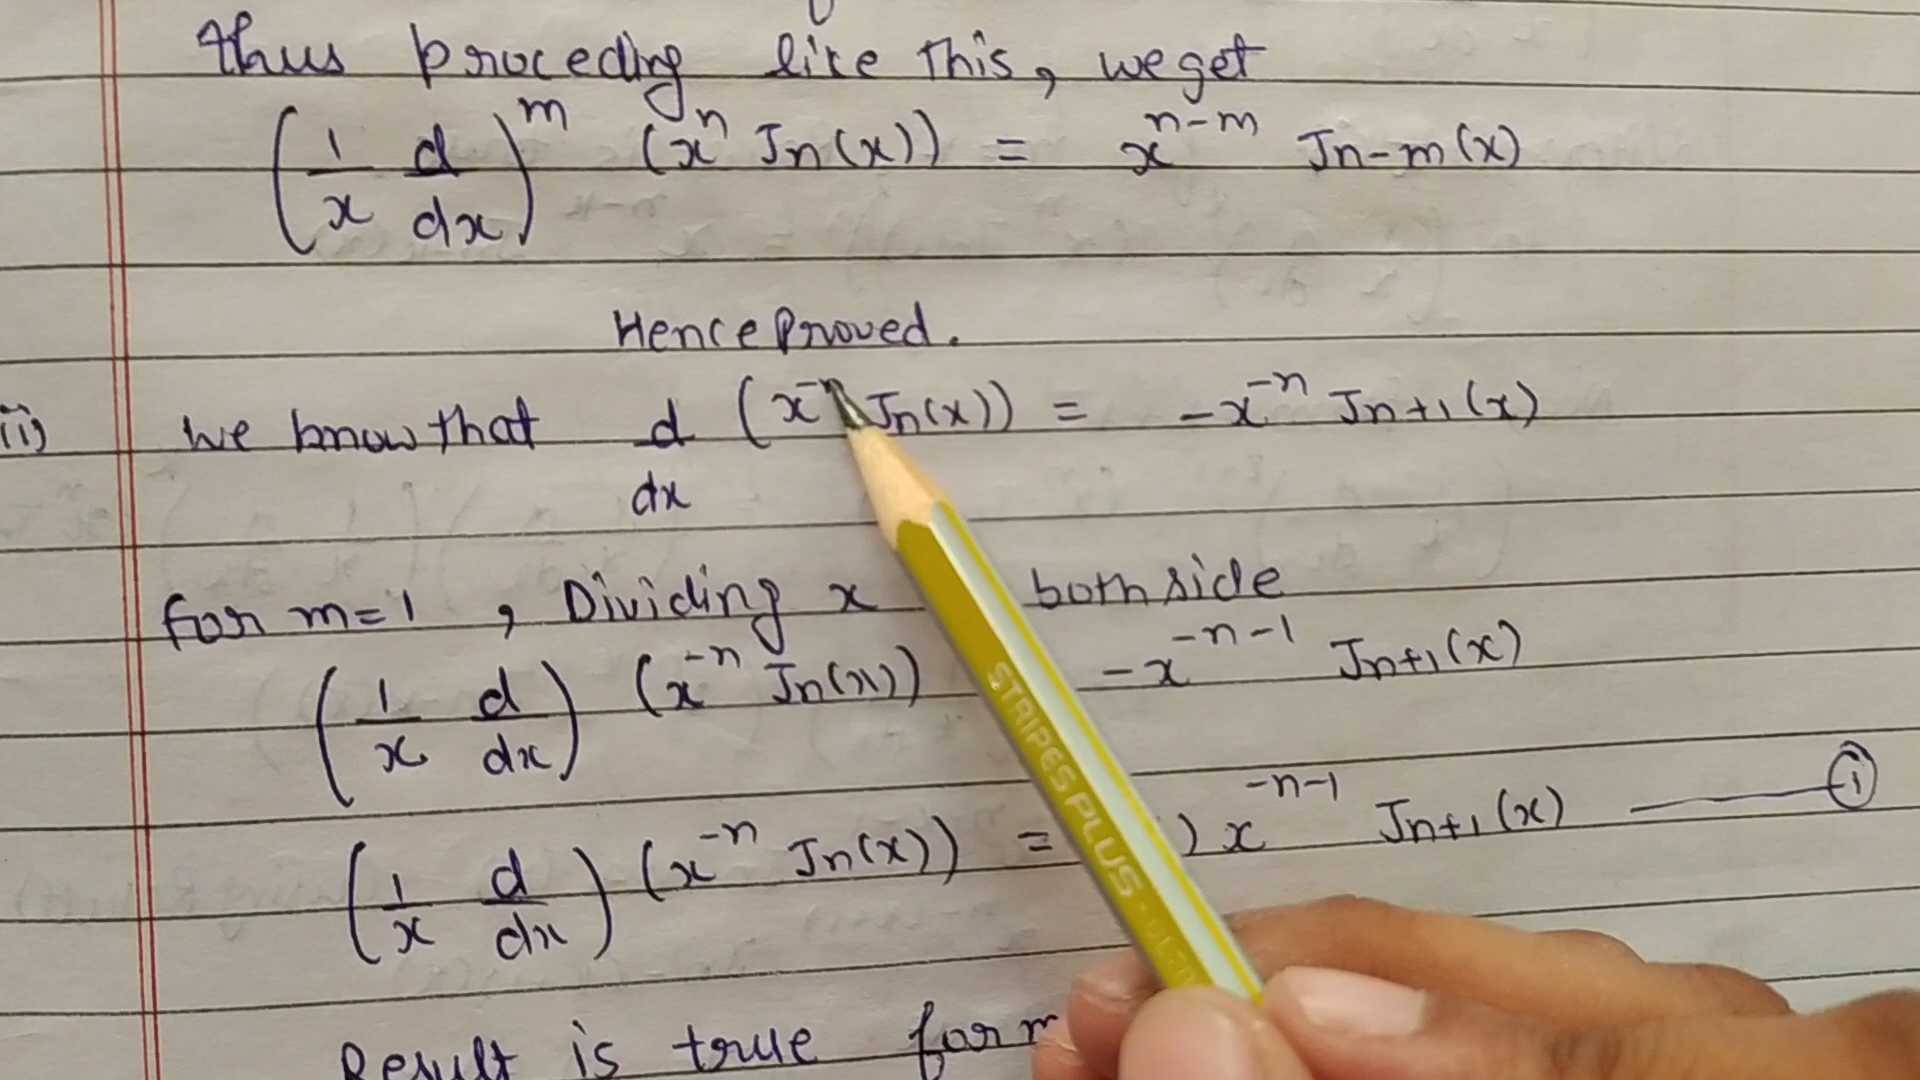 thus proceding like this, we get
(1/x d/dx)^m (x^n Jn(x)) = x^{n-m} Jn-m(x)
Hence Proved.
(ii) we know that d/dx (x^{-n} Jn(x)) = -x^{-n} Jn+1(x)
for m=1, Dividing x both side
(1/x d/dx) (x^{-n} Jn(x)) -x^{-n-1} Jn+1(x)
(1/x d/dx) (x^{-n} Jn(x)) = ) x^{-n-1} Jn+1(x) —— ①
Result is true for m
STRIPES PLUS